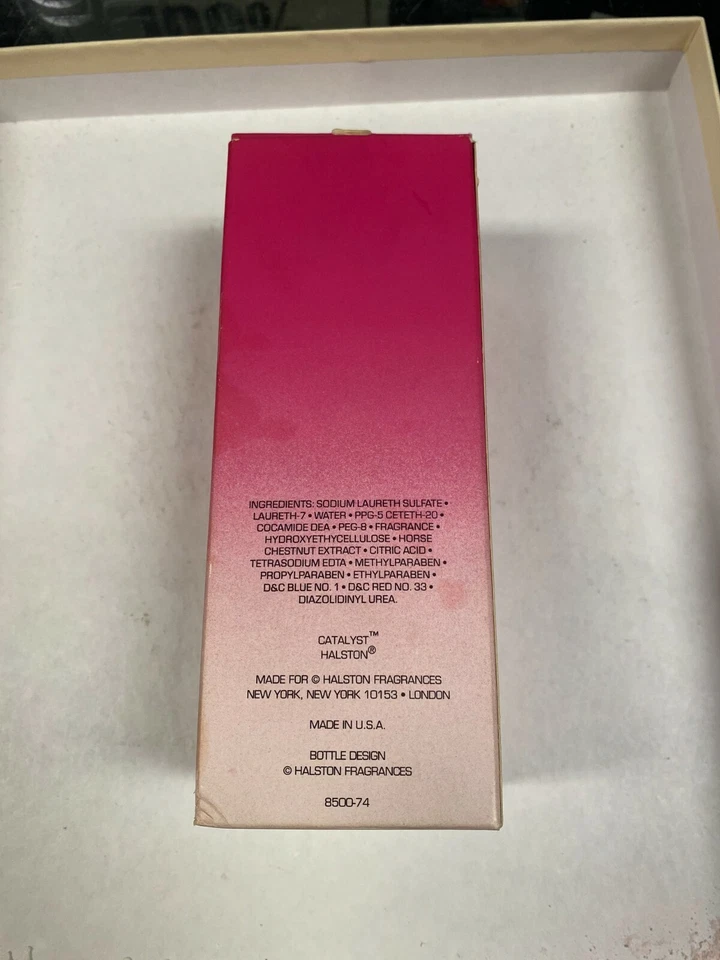 INGREDIENTS: SODIUM LAURETH SULFATE •
LAURETH-7 • WATER • PPG-5 CETETH-20 •
COCAMIDE DEA • PEG-8 • FRAGRANCE •
HYDROXYETHYCELLULOSE • HORSE
CHESTNUT EXTRACT • CITRIC ACID •
TETRASODIUM EDTA • METHYLPARABEN •
PROPYLPARABEN • ETHYLPARABEN •
D&C BLUE NO. 1 • D&C RED NO. 33 •
DIAZOLIDINYL UREA.
CATALYST™
HALSTON®
MADE FOR © HALSTON FRAGRANCES
NEW YORK, NEW YORK 10153 • LONDON
MADE IN U.S.A.
BOTTLE DESIGN
© HALSTON FRAGRANCES
8500-74